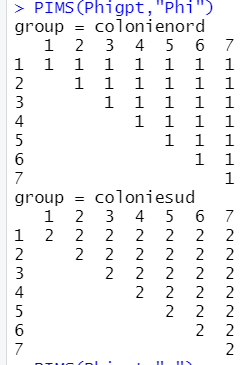 > PIMS(Phigpt,"Phi")
group = colonienord
1 2 3 4 5 6 7
1 1 1 1 1 1 1 1
2 1 1 1 1 1 1
3 1 1 1 1 1
4 1 1 1 1
5 1 1 1
6 1 1
7 1
group = coloniesud
1 2 3 4 5 6 7
1 2 2 2 2 2 2 2
2 2 2 2 2 2 2
3 2 2 2 2 2
4 2 2 2 2
5 2 2 2
6 2 2
7 2